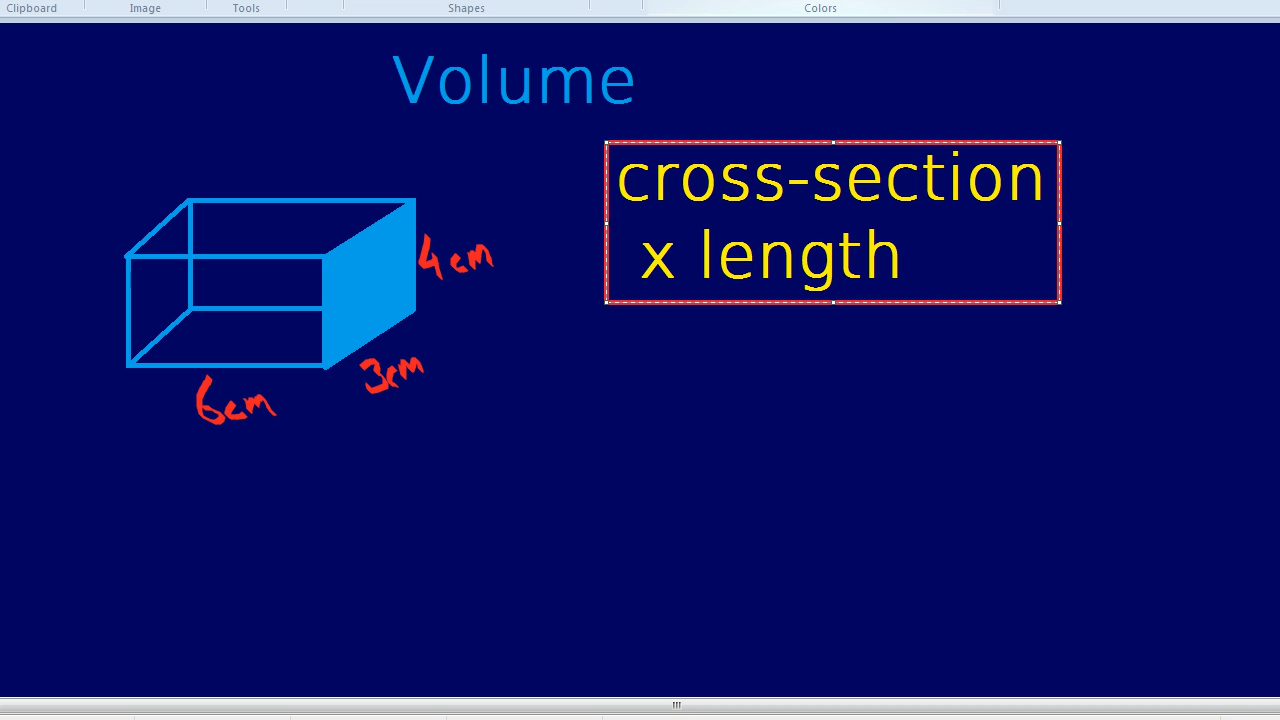 Clipboard Image Tools Shapes Colors
Volume
cross-section
x length
4cm
3cm
6cm